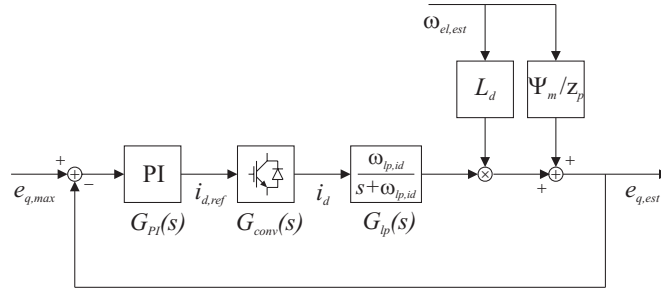 ω_{el,est}
L_d
Ψ_m/z_p
+
−
PI
ω_{lp,id}
s+ω_{lp,id}
×
+
+
e_{q,max}
i_{d,ref}
i_d
e_{q,est}
G_{PI}(s)
G_{conv}(s)
G_{lp}(s)